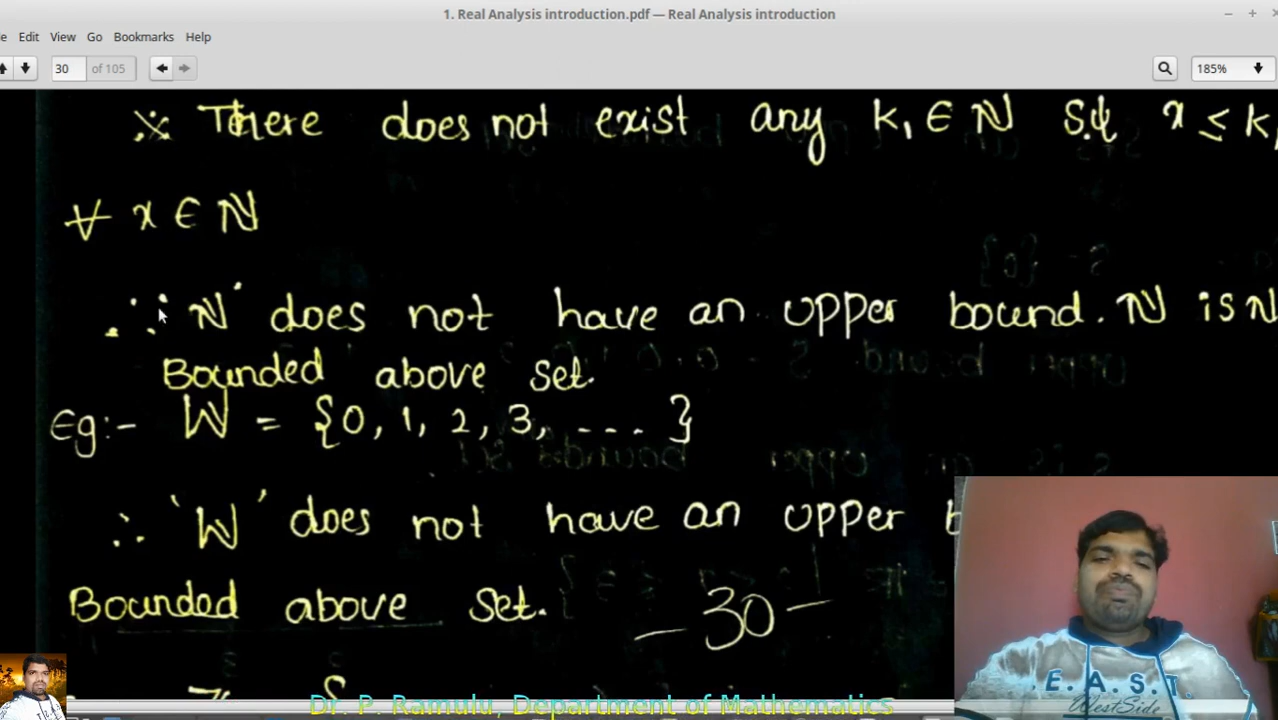 1. Real Analysis introduction.pdf — Real Analysis introduction
Edit View Go Bookmarks Help
30 of 105 185%
※ There does not exist any k₁ ∈ ℕ s.t x ≤ k₁
∀ x ∈ ℕ
∴ 'ℕ' does not have an upper bound. ℕ is N
Bounded above set.
Eg:- W = {0, 1, 2, 3, .... }
∴ 'W' does not have an upper b
Bounded above set.
— 30 —
E.A.S.T.
WestSide
Dr. P. Ramulu, Department of Mathematics